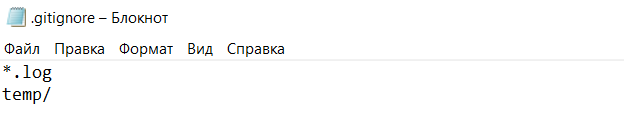 .gitignore – Блокнот
Файл Правка Формат Вид Справка
*.log
temp/